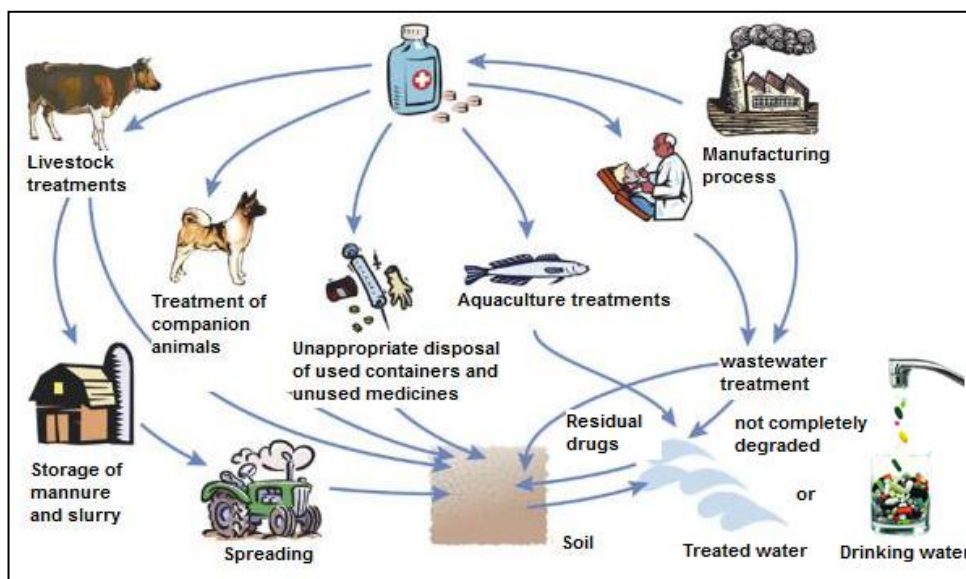 Livestock
treatments
Manufacturing
process
Treatment of
companion
animals
Unappropriate disposal
of used containers and
unused medicines
Aquaculture treatments
wastewater
treatment
Residual
drugs
not completely
degraded
Storage of
mannure
and slurry
Spreading
Soil
or
Treated water
Drinking water